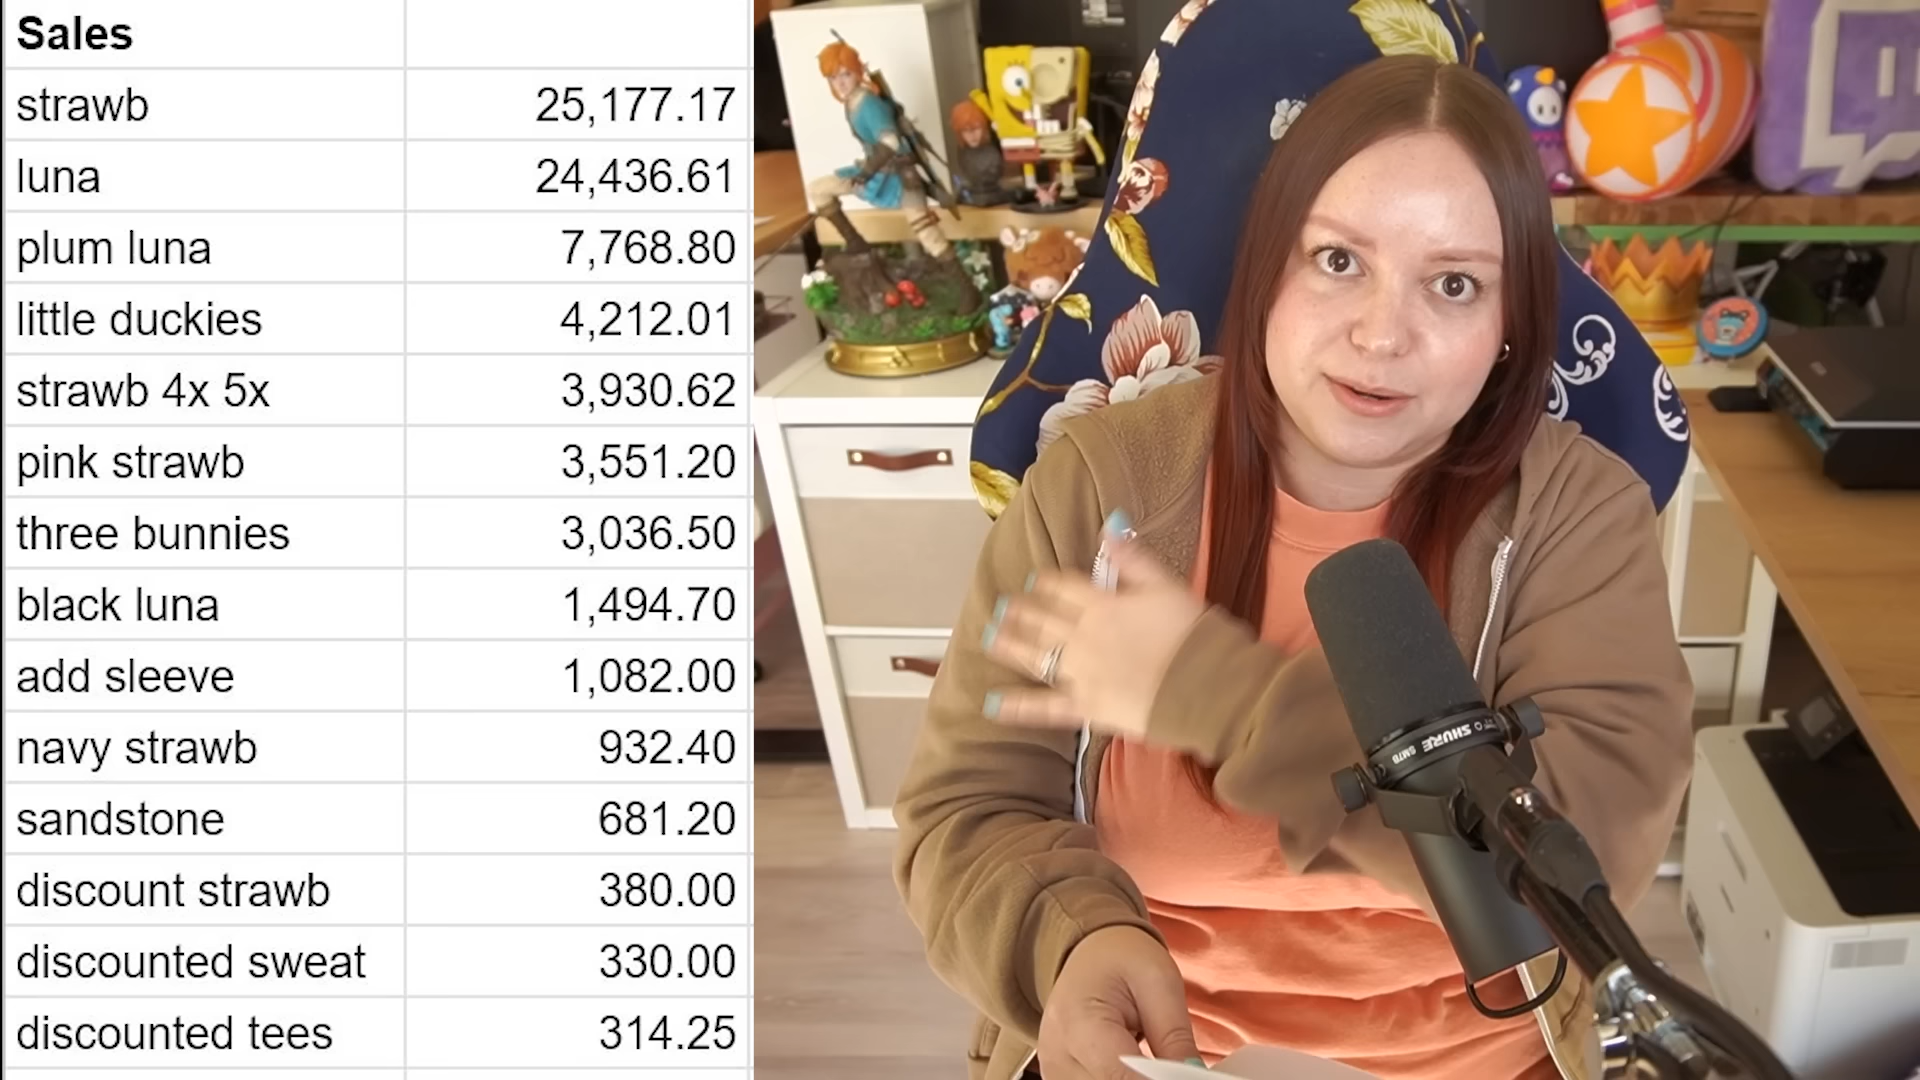 Sales
strawb 25,177.17
luna 24,436.61
plum luna 7,768.80
little duckies 4,212.01
strawb 4x 5x 3,930.62
pink strawb 3,551.20
three bunnies 3,036.50
black luna 1,494.70
add sleeve 1,082.00
navy strawb 932.40
sandstone 681.20
discount strawb 380.00
discounted sweat 330.00
discounted tees 314.25
SHURE
SM7B